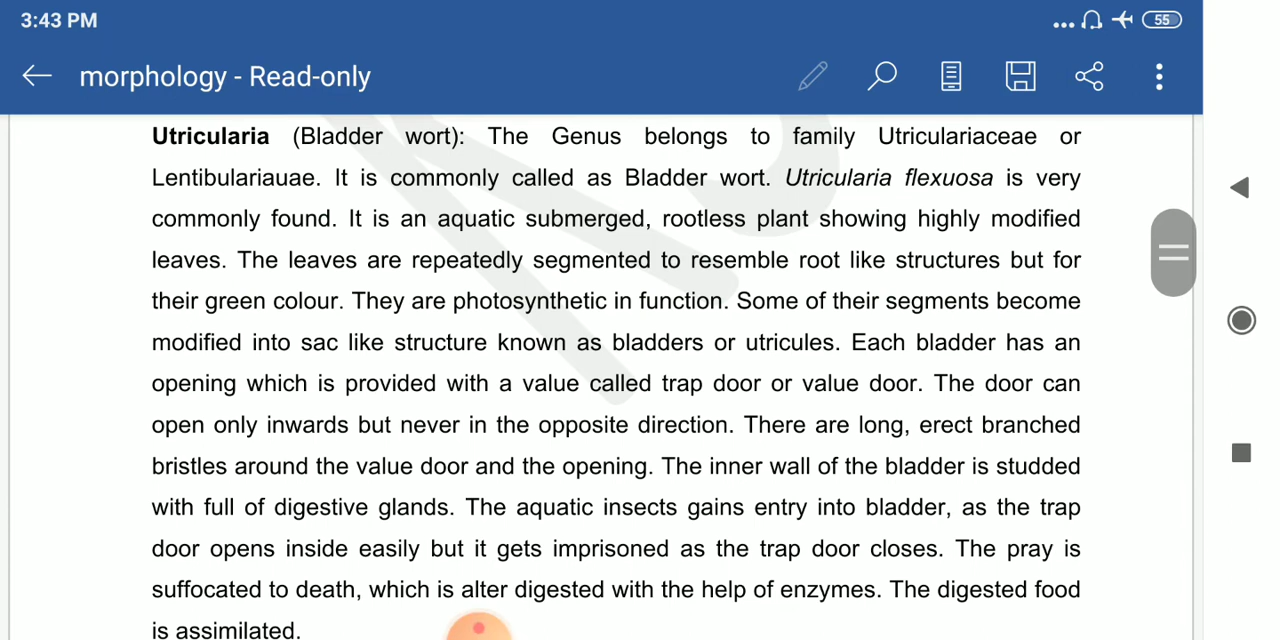 3:43 PM
55
morphology - Read-only
Utricularia (Bladder wort): The Genus belongs to family Utriculariaceae or
Lentibulariauae. It is commonly called as Bladder wort. Utricularia flexuosa is very
commonly found. It is an aquatic submerged, rootless plant showing highly modified
leaves. The leaves are repeatedly segmented to resemble root like structures but for
their green colour. They are photosynthetic in function. Some of their segments become
modified into sac like structure known as bladders or utricules. Each bladder has an
opening which is provided with a value called trap door or value door. The door can
open only inwards but never in the opposite direction. There are long, erect branched
bristles around the value door and the opening. The inner wall of the bladder is studded
with full of digestive glands. The aquatic insects gains entry into bladder, as the trap
door opens inside easily but it gets imprisoned as the trap door closes. The pray is
suffocated to death, which is alter digested with the help of enzymes. The digested food
is assimilated.